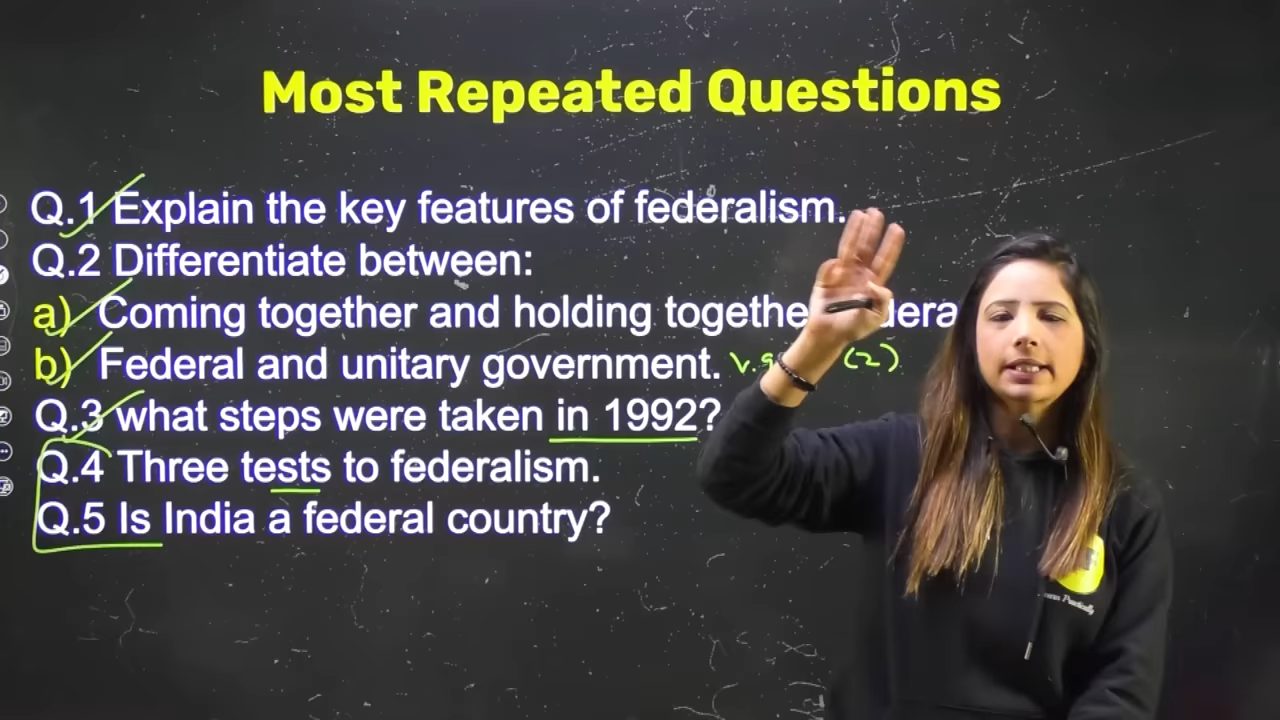 Most Repeated Questions
Q.1 Explain the key features of federalism.
Q.2 Differentiate between:
a) Coming together and holding together
b) Federal and unitary government. (2)
Q.3 what steps were taken in 1992?
Q.4 Three tests to federalism.
Q.5 Is India a federal country?